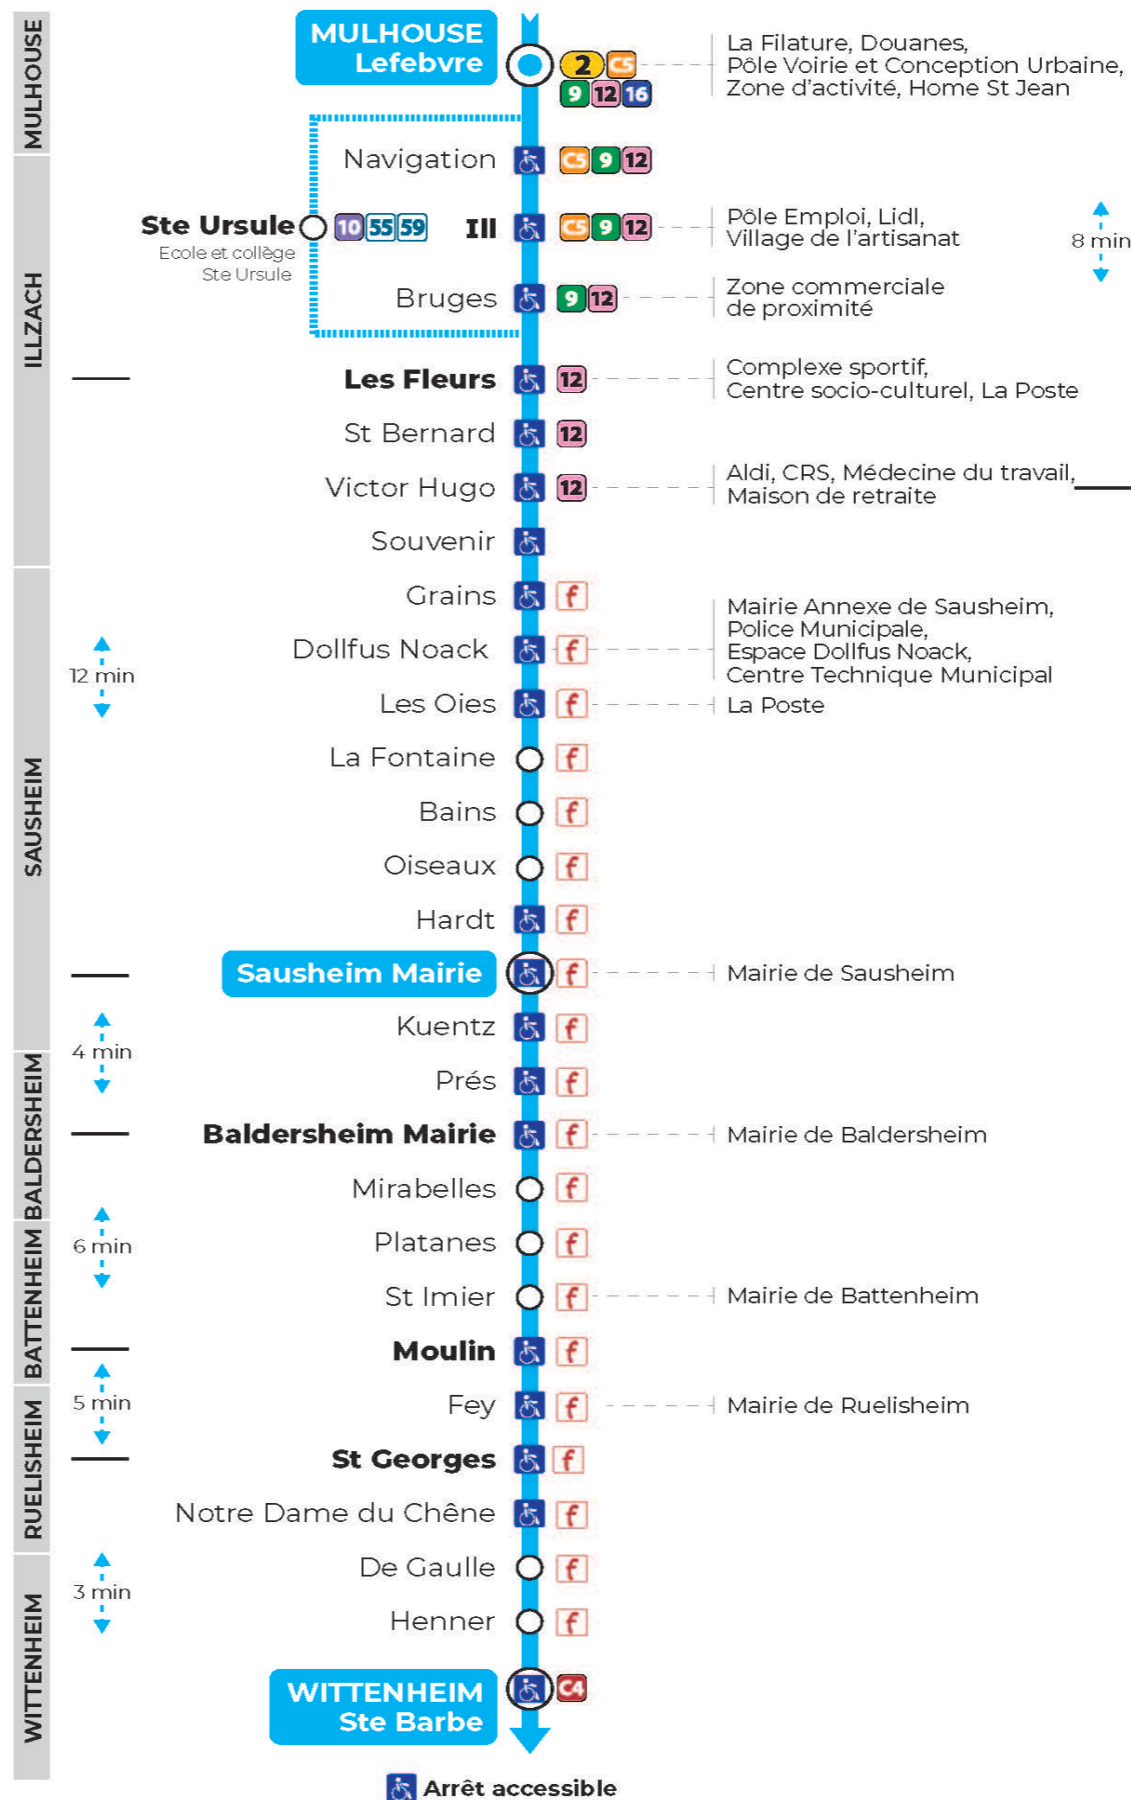 MULHOUSE
MULHOUSE
Lefebvre
2 C5
9 12 16
La Filature, Douanes,
Pôle Voirie et Conception Urbaine,
Zone d'activité, Home St Jean
ILLZACH
Navigation
C5 9 12
Ste Ursule
Ecole et collège
Ste Ursule
10 55 59
Ill
C5 9 12
Pôle Emploi, Lidl,
Village de l'artisanat
8 min
Bruges
9 12
Zone commerciale
de proximité
Les Fleurs
12
Complexe sportif,
Centre socio-culturel, La Poste
St Bernard
12
Victor Hugo
12
Aldi, CRS, Médecine du travail,
Maison de retraite
Souvenir
SAUSHEIM
12 min
Grains
f
Dollfus Noack
f
Mairie Annexe de Sausheim,
Police Municipale,
Espace Dollfus Noack,
Centre Technique Municipal
Les Oies
f
La Poste
La Fontaine
f
Bains
f
Oiseaux
f
Hardt
f
Sausheim Mairie
f
Mairie de Sausheim
4 min
Kuentz
f
BALDERSHEIM
Prés
f
Baldersheim Mairie
f
Mairie de Baldersheim
Mirabelles
f
BATTENHEIM
6 min
Platanes
f
St Imier
f
Mairie de Battenheim
Moulin
f
RUELISHEIM
5 min
Fey
f
Mairie de Ruelisheim
St Georges
f
Notre Dame du Chêne
f
WITTENHEIM
3 min
De Gaulle
f
Henner
f
WITTENHEIM
Ste Barbe
C4
Arrêt accessible